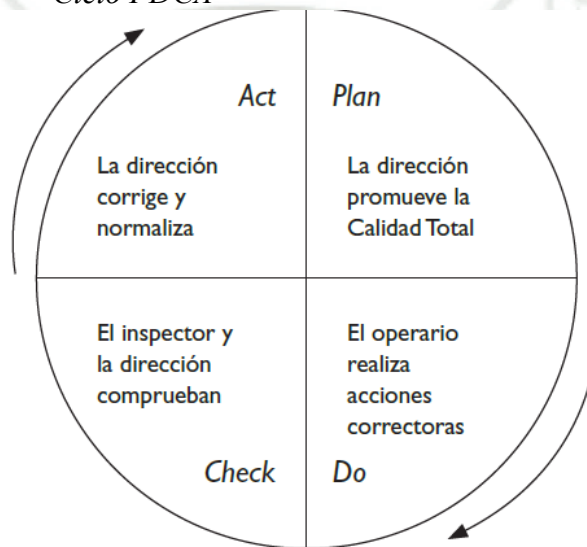 Ciclo PDCA
Act
Plan
La dirección
corrige y
normaliza
La dirección
promueve la
Calidad Total
El inspector y
la dirección
comprueban
El operario
realiza
acciones
correctoras
Check
Do